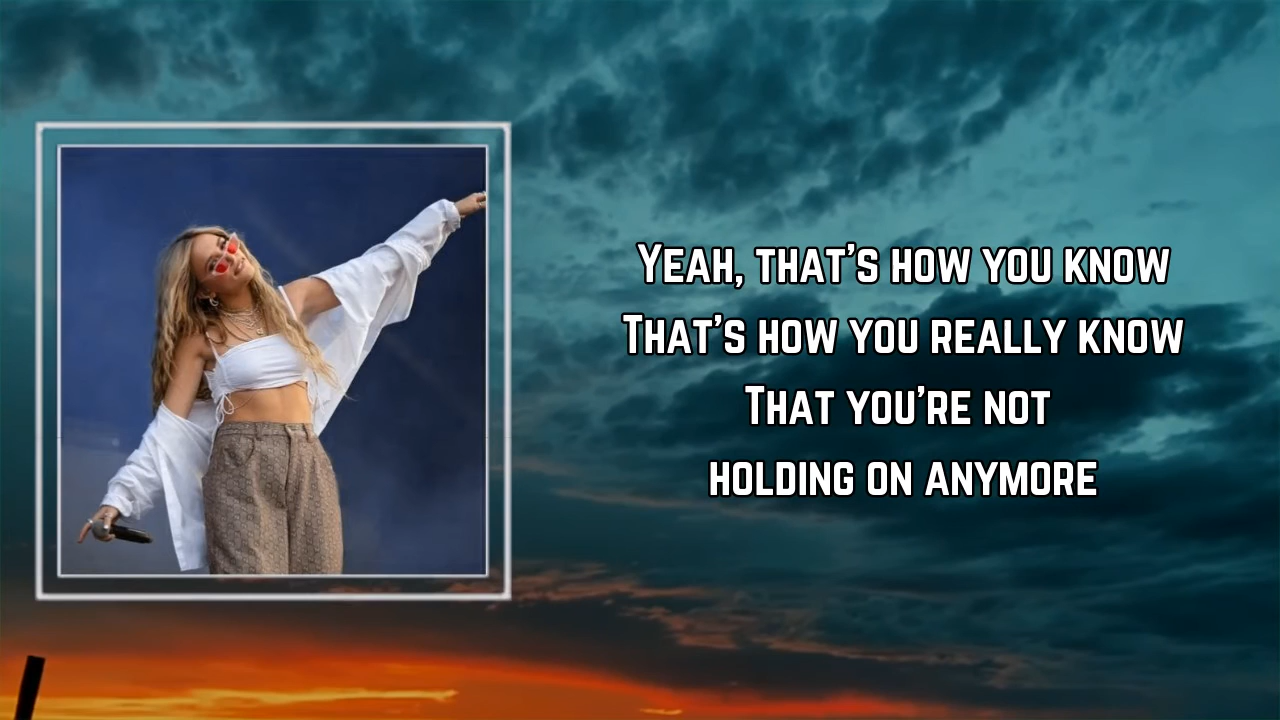 Yeah, that's how you know
That's how you really know
That you're not
holding on anymore